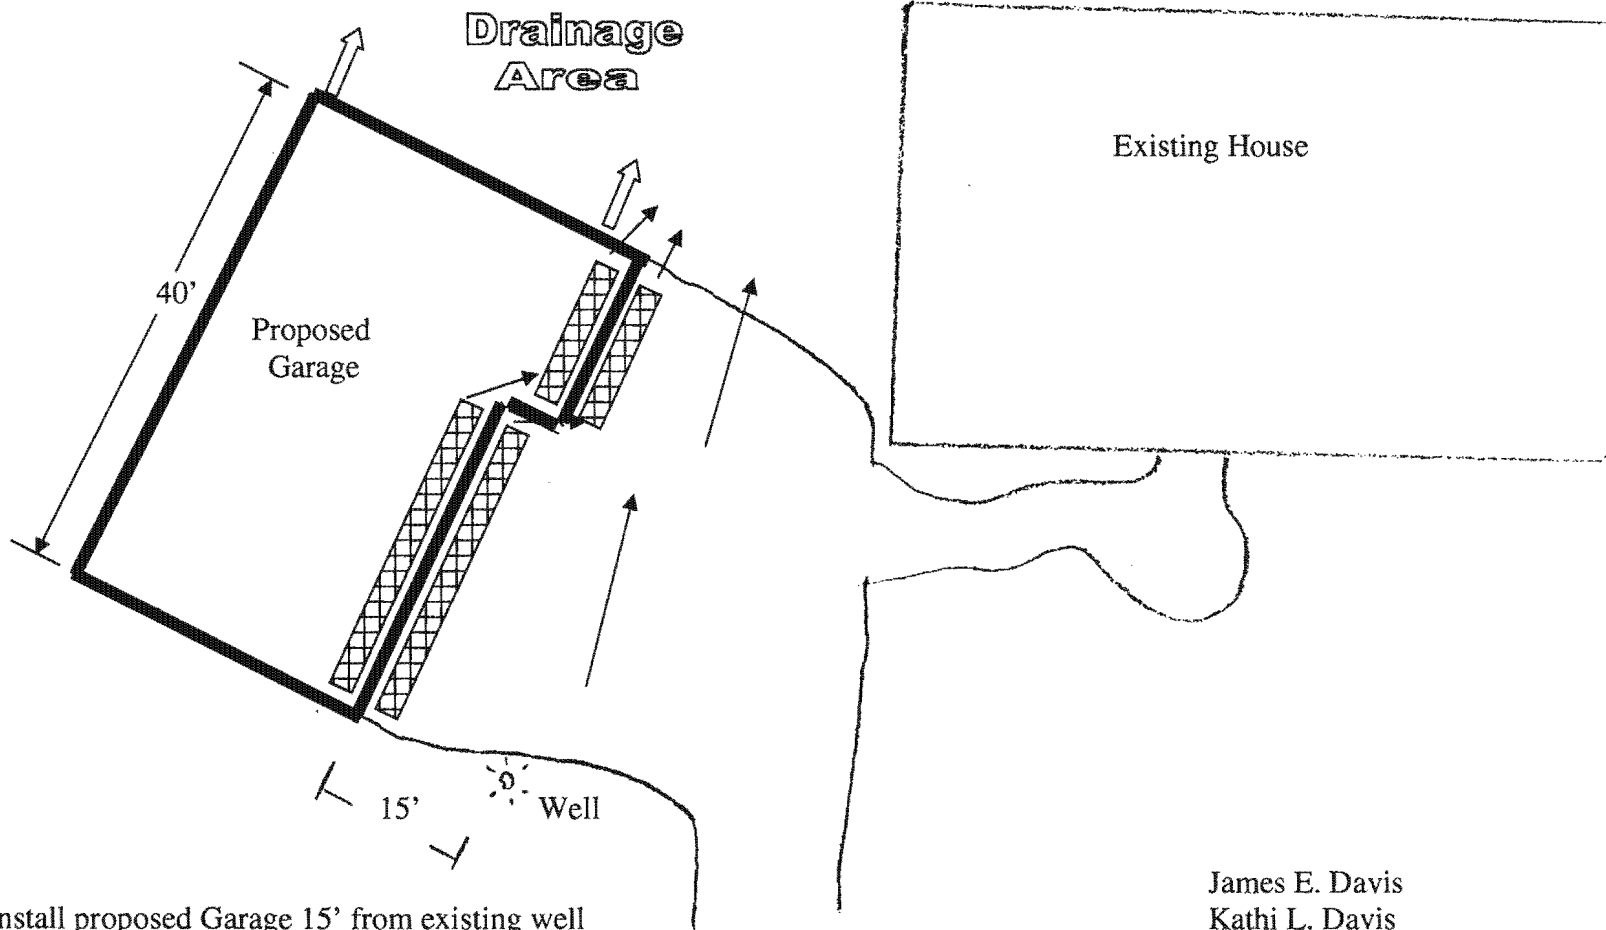 Drainage
Area
Existing House
40’
Proposed
Garage
15’
Well
James E. Davis
Kathi L. Davis
nstall proposed Garage 15’ from existing well